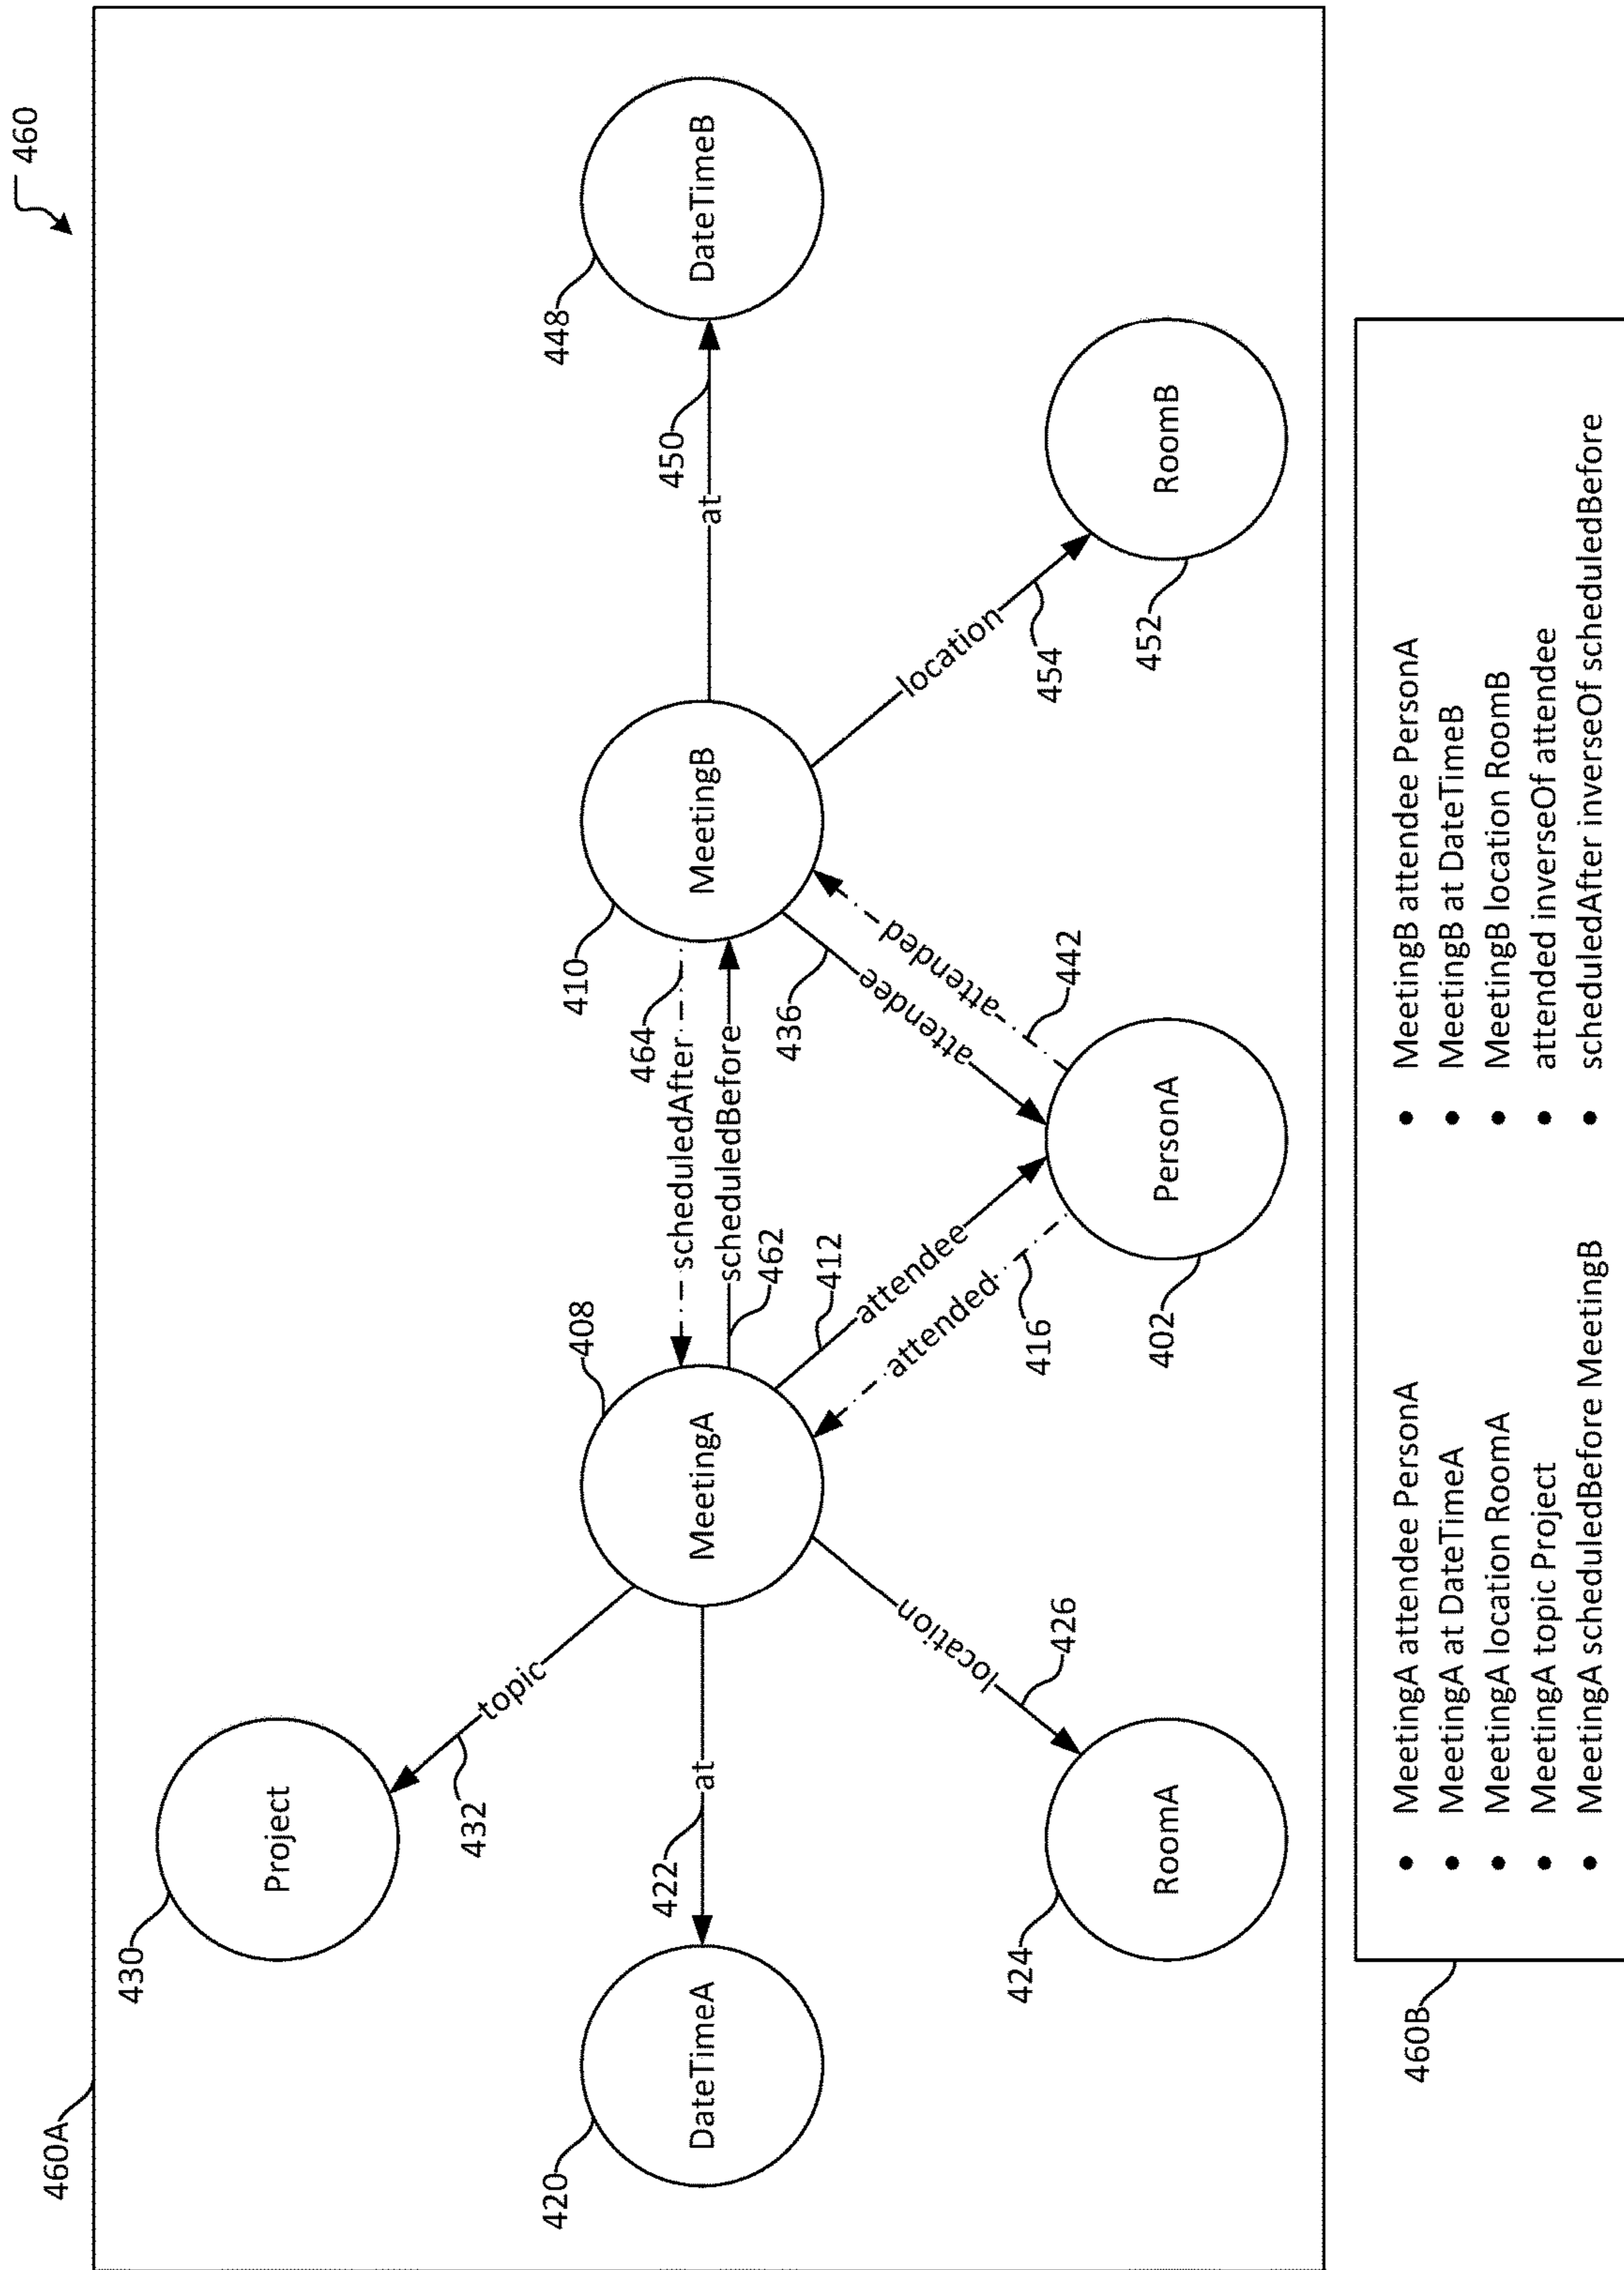 460
460A
430
Project
432
topic
420
DateTimeA
422
at
408
MeetingA
410
MeetingB
464
scheduledAfter
scheduledBefore
462
448
DateTimeB
450
at
412
attendee
attended
416
436
attendee
attended
442
location
426
424
RoomA
402
PersonA
location
454
452
RoomB
460B
• MeetingA attendee PersonA
• MeetingA at DateTimeA
• MeetingA location RoomA
• MeetingA topic Project
• MeetingA scheduledBefore MeetingB
• MeetingB attendee PersonA
• MeetingB at DateTimeB
• MeetingB location RoomB
• attended inverseOf attendee
• scheduledAfter inverseOf scheduledBefore